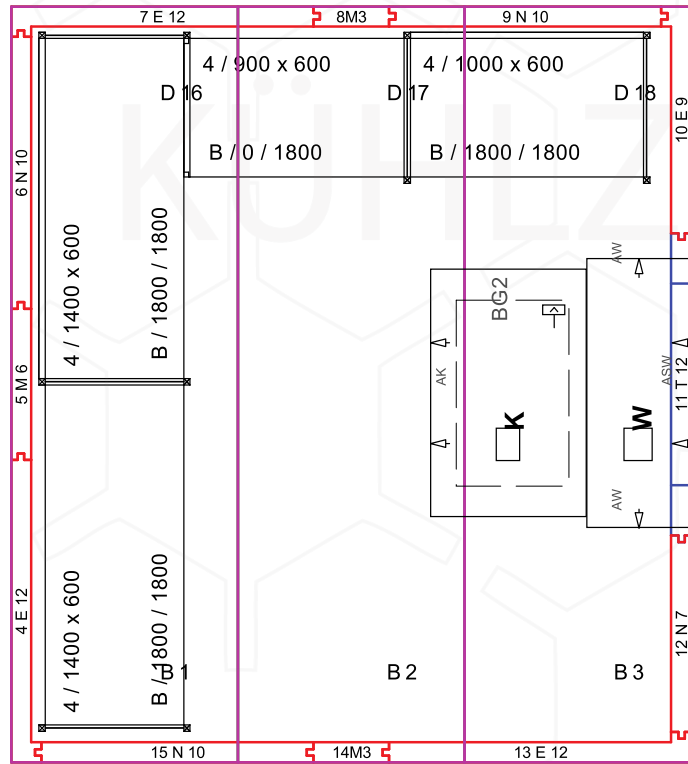 7 E 12
8M3
9 N 10
4 / 900 x 600
4 / 1000 x 600
D 16
D 17
D 18
10 E 9
KÜHLZ
B / 0 / 1800
B / 1800 / 1800
6 N 10
4 / 1400 x 600
B / 1800 / 1800
AW
BG2
5 M 6
AK
ASW
11 T 12
K
W
AW
4 E 12
4 / 1400 x 600
B / 1800 / 1800
12 N 7
B 1
B 2
B 3
15 N 10
14M3
13 E 12